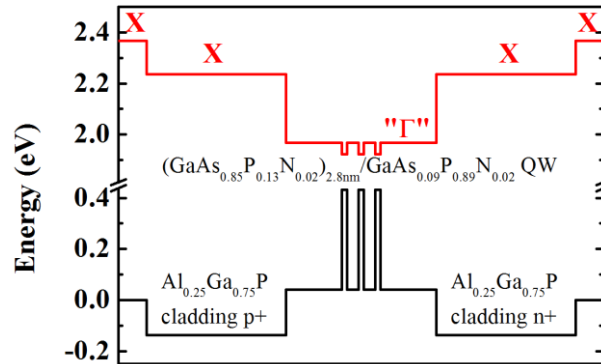 2.4
2.2
2.0
0.4
0.2
0.0
-0.2
Energy (eV)
X
X
X
X
"Γ"
(GaAs0.85P0.13N0.02)2.8nm/GaAs0.09P0.89N0.02 QW
Al0.25Ga0.75P
cladding p+
Al0.25Ga0.75P
cladding n+